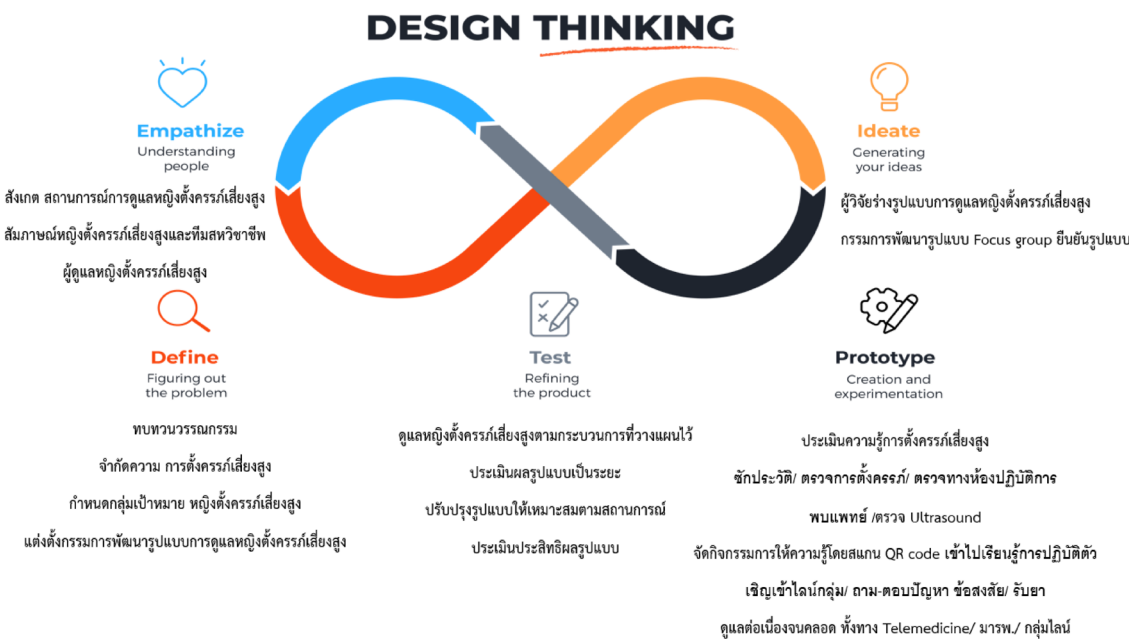 DESIGN THINKING
Empathize
Understanding
people
สังเกต สถานการณ์การดูแลหญิงตั้งครรภ์เสี่ยงสูง
สัมภาษณ์หญิงตั้งครรภ์เสี่ยงสูงและทีมสหวิชาชีพ
ผู้ดูแลหญิงตั้งครรภ์เสี่ยงสูง
Ideate
Generating
your ideas
ผู้วิจัยร่างรูปแบบการดูแลหญิงตั้งครรภ์เสี่ยงสูง
กรรมการพัฒนารูปแบบ Focus group ยืนยันรูปแบบ
Define
Figuring out
the problem
ทบทวนวรรณกรรม
จำกัดความ การตั้งครรภ์เสี่ยงสูง
กำหนดกลุ่มเป้าหมาย หญิงตั้งครรภ์เสี่ยงสูง
แต่งตั้งกรรมการพัฒนารูปแบบการดูแลหญิงตั้งครรภ์เสี่ยงสูง
Test
Refining
the product
ดูแลหญิงตั้งครรภ์เสี่ยงสูงตามกระบวนการที่วางแผนไว้
ประเมินผลรูปแบบเป็นระยะ
ปรับปรุงรูปแบบให้เหมาะสมตามสถานการณ์
ประเมินประสิทธิผลรูปแบบ
Prototype
Creation and
experimentation
ประเมินความรู้การตั้งครรภ์เสี่ยงสูง
ซักประวัติ/ ตรวจการตั้งครรภ์/ ตรวจทางห้องปฏิบัติการ
พบแพทย์ /ตรวจ Ultrasound
จัดกิจกรรมการให้ความรู้โดยสแกน QR code เข้าไปเรียนรู้การปฏิบัติตัว
เชิญเข้าไลน์กลุ่ม/ ถาม-ตอบปัญหา ข้อสงสัย/ รับยา
ดูแลต่อเนื่องจนคลอด ทั้งทาง Telemedicine/ มารพ./ กลุ่มไลน์